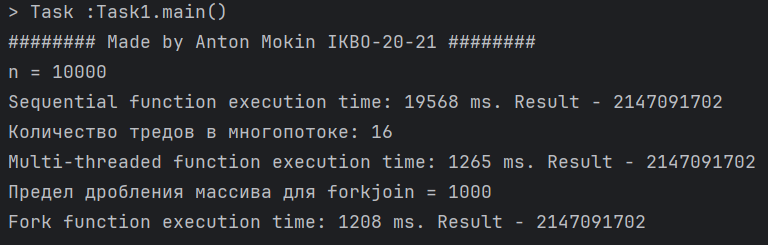 > Task :Task1.main()
######## Made by Anton Mokin IKBO-20-21 ########
n = 10000
Sequential function execution time: 19568 ms. Result - 2147091702
Количество тредов в многопотоке: 16
Multi-threaded function execution time: 1265 ms. Result - 2147091702
Предел дробления массива для forkjoin = 1000
Fork function execution time: 1208 ms. Result - 2147091702